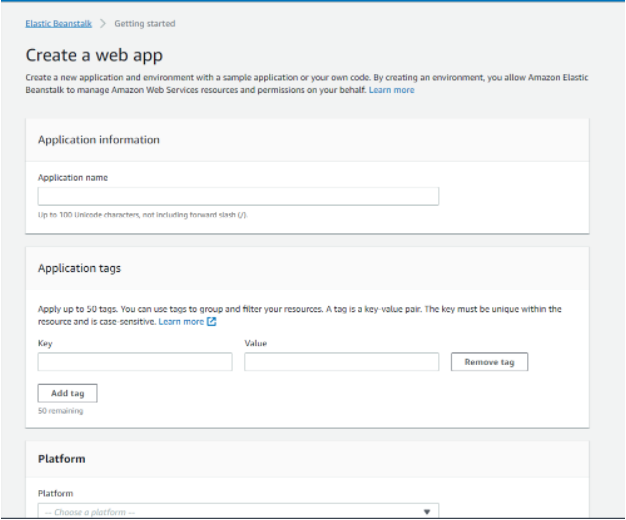 Elastic Beanstalk > Getting started
Create a web app
Create a new application and environment with a sample application or your own code. By creating an environment, you allow Amazon Elastic
Beanstalk to manage Amazon Web Services resources and permissions on your behalf. Learn more
Application information
Application name
Up to 100 Unicode characters, not including forward slash (/).
Application tags
Apply up to 50 tags. You can use tags to group and filter your resources. A tag is a key-value pair. The key must be unique within the
resource and is case-sensitive. Learn more
Key Value
Remove tag
Add tag
50 remaining
Platform
Platform
-- Choose a platform --